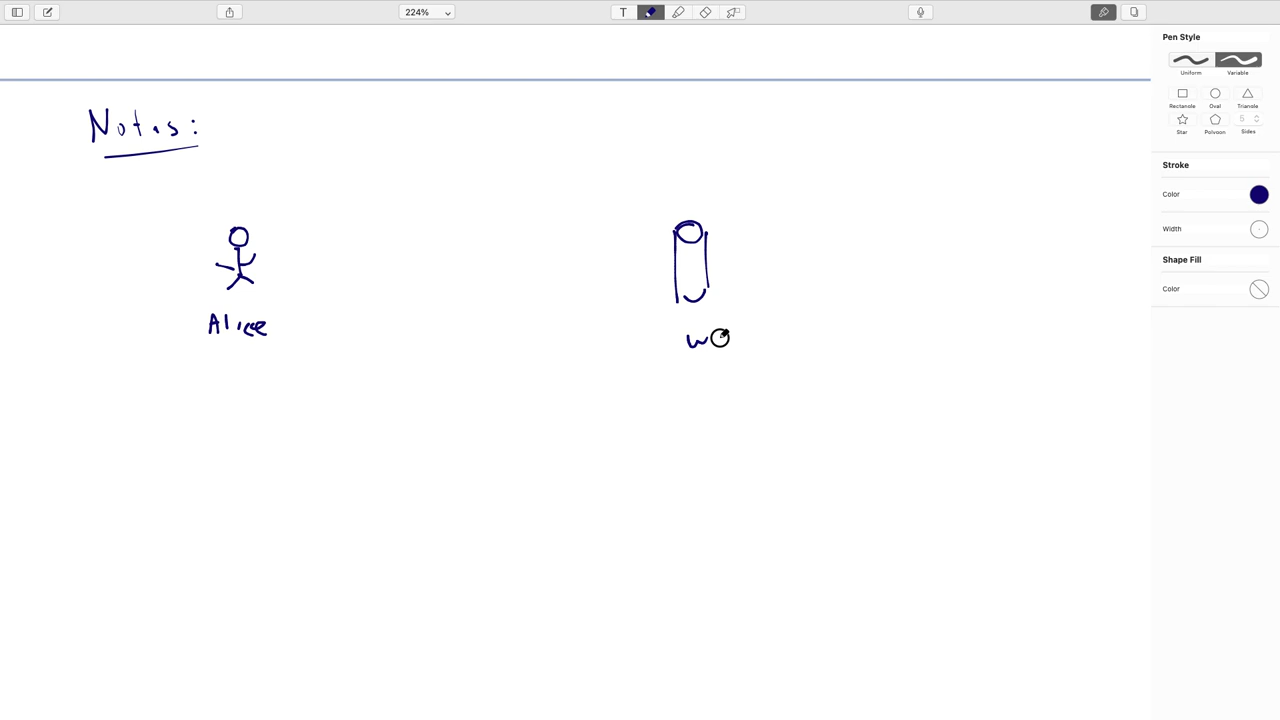 224%
T
Pen Style
Uniform Variable
Rectangle Oval Triangle
5
Star Polygon Sides
Stroke
Color
Width
Shape Fill
Color
Notes:
Alice
w